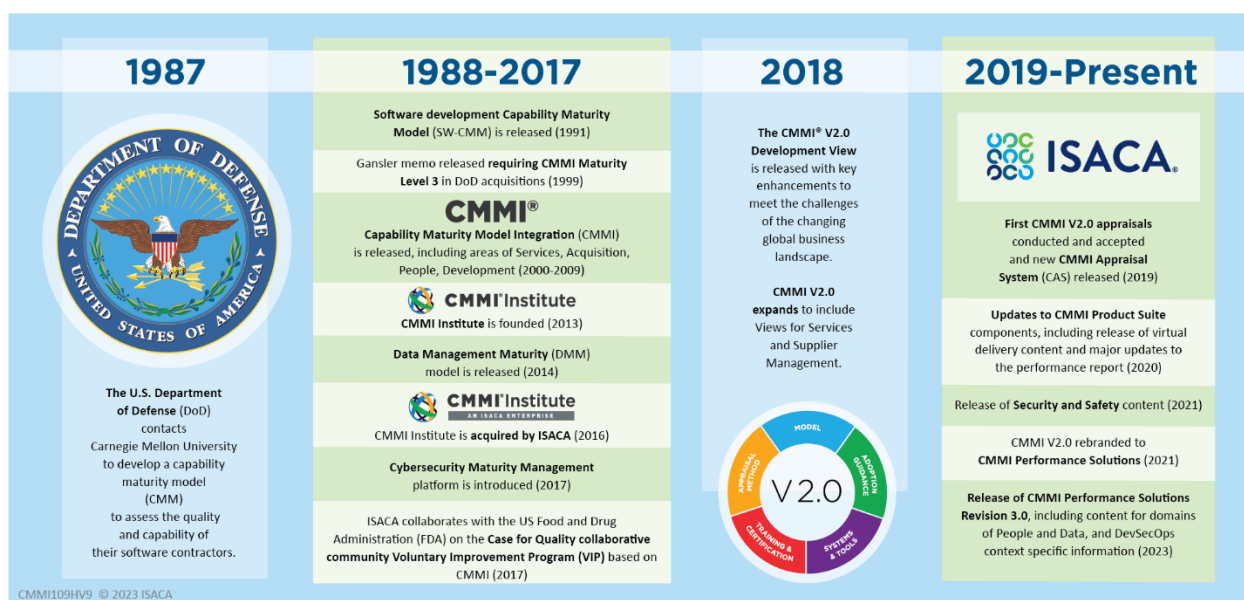 1987
DEPARTMENT OF DEFENSE
UNITED STATES OF AMERICA
The U.S. Department
of Defense (DoD)
contacts
Carnegie Mellon University
to develop a capability
maturity model
(CMM)
to assess the quality
and capability of
their software contractors.
1988-2017
Software development Capability Maturity
Model (SW-CMM) is released (1991)
Gansler memo released requiring CMMI Maturity
Level 3 in DoD acquisitions (1999)
CMMI®
Capability Maturity Model Integration (CMMI)
is released, including areas of Services, Acquisition,
People, Development (2000-2009)
CMMI® Institute
CMMI Institute is founded (2013)
Data Management Maturity (DMM)
model is released (2014)
CMMI® Institute
AN ISACA ENTERPRISE
CMMI Institute is acquired by ISACA (2016)
Cybersecurity Maturity Management
platform is introduced (2017)
ISACA collaborates with the US Food and Drug
Administration (FDA) on the Case for Quality collaborative
community Voluntary Improvement Program (VIP) based on
CMMI (2017)
2018
The CMMI® V2.0
Development View
is released with key
enhancements to
meet the challenges
of the changing
global business
landscape.
CMMI V2.0
expands to include
Views for Services
and Supplier
Management.
MODEL
ADOPTION
GUIDANCE
SYSTEMS
& TOOLS
TRAINING &
CERTIFICATION
APPRAISAL
METHOD
V 2.0
2019-Present
ISACA®
First CMMI V2.0 appraisals
conducted and accepted
and new CMMI Appraisal
System (CAS) released (2019)
Updates to CMMI Product Suite
components, including release of virtual
delivery content and major updates to
the performance report (2020)
Release of Security and Safety content (2021)
CMMI V2.0 rebranded to
CMMI Performance Solutions (2021)
Release of CMMI Performance Solutions
Revision 3.0, including content for domains
of People and Data, and DevSecOps
context specific information (2023)
CMMI109HV9 © 2023 ISACA